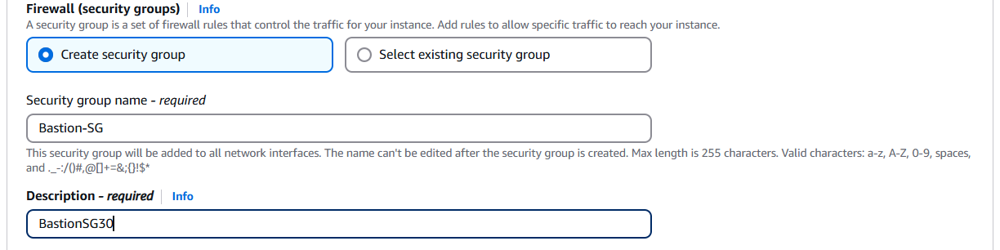 Firewall (security groups) Info
A security group is a set of firewall rules that control the traffic for your instance. Add rules to allow specific traffic to reach your instance.
Create security group Select existing security group
Security group name - required
Bastion-SG
This security group will be added to all network interfaces. The name can't be edited after the security group is created. Max length is 255 characters. Valid characters: a-z, A-Z, 0-9, spaces,
and ._-:/()#,@[]+=&;{}!$*
Description - required Info
BastionSG30